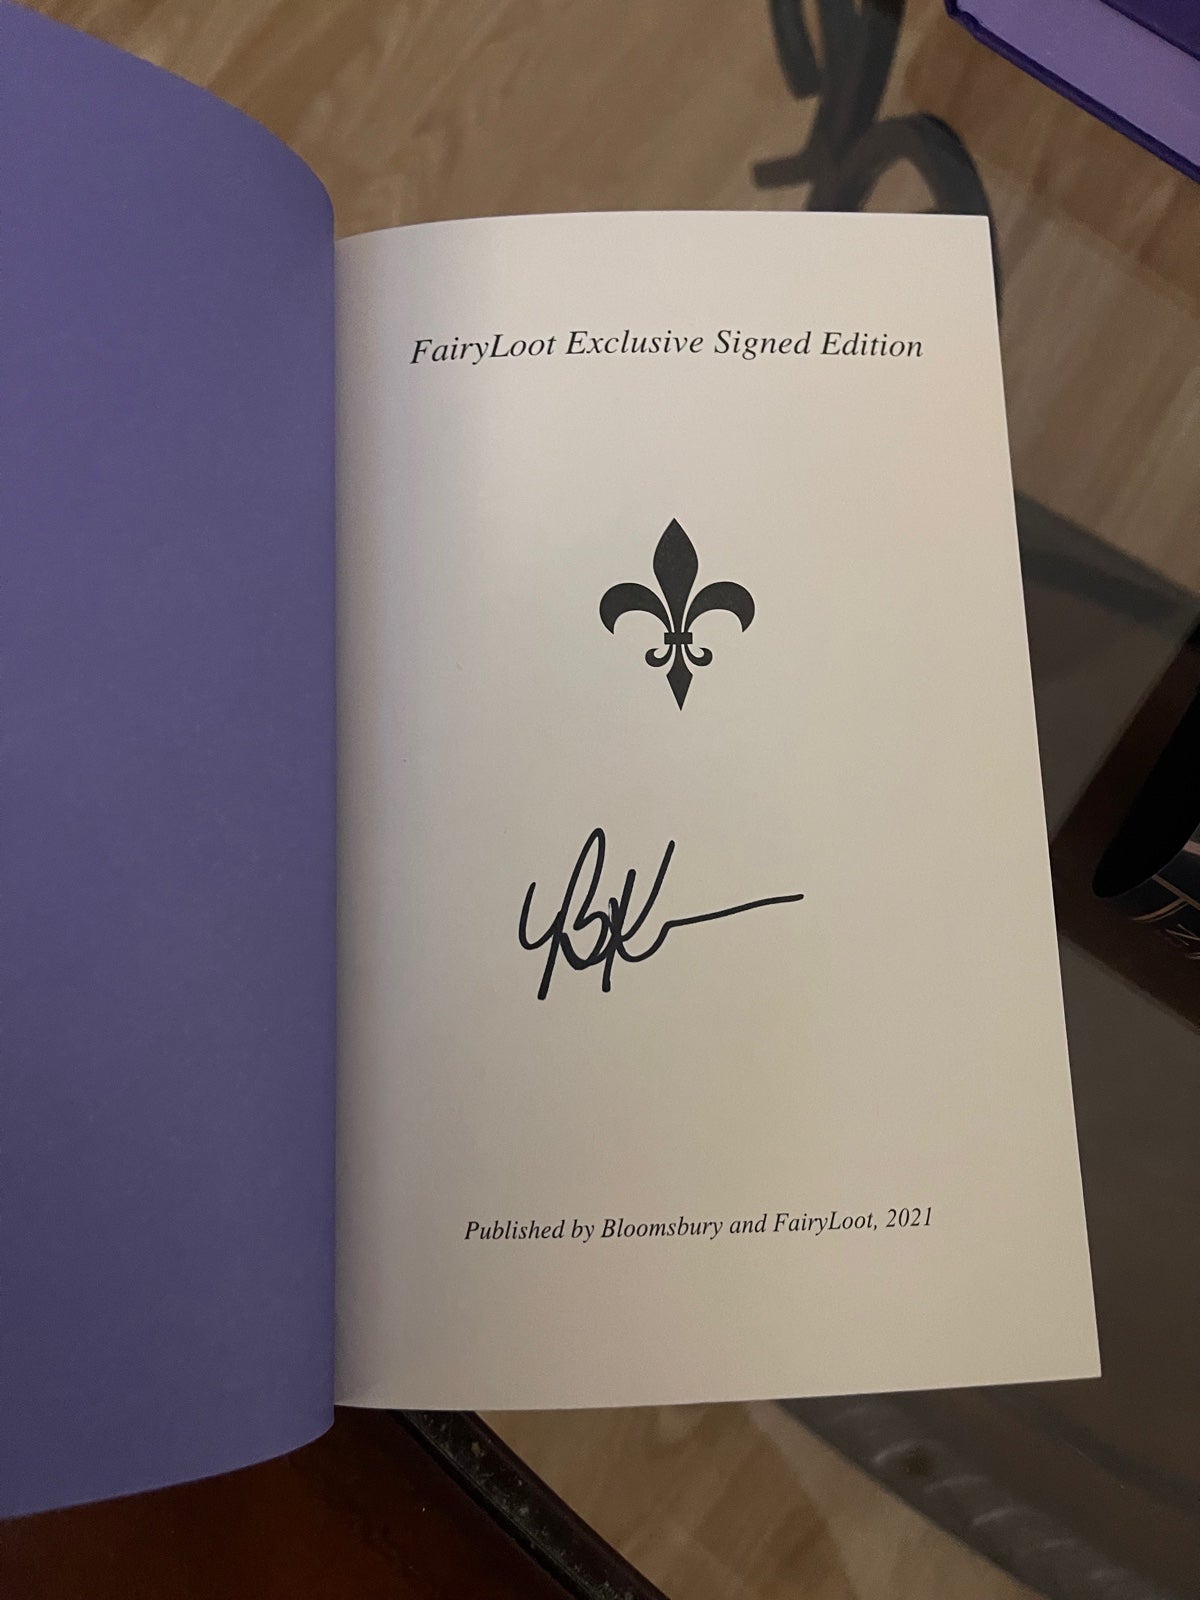 FairyLoot Exclusive Signed Edition
Published by Bloomsbury and FairyLoot, 2021